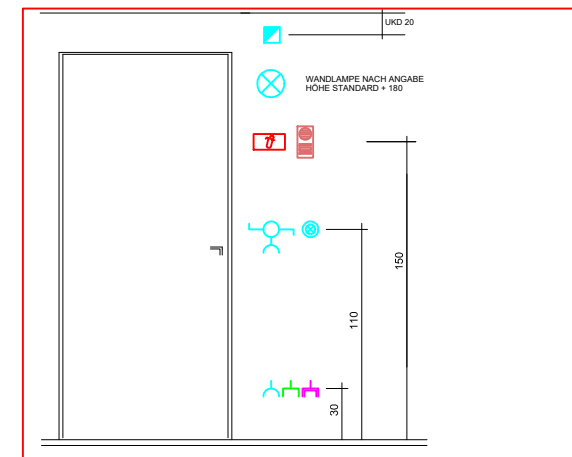 UKD 20
WANDLAMPE NACH ANGABE
HÖHE STANDARD + 180
150
110
30